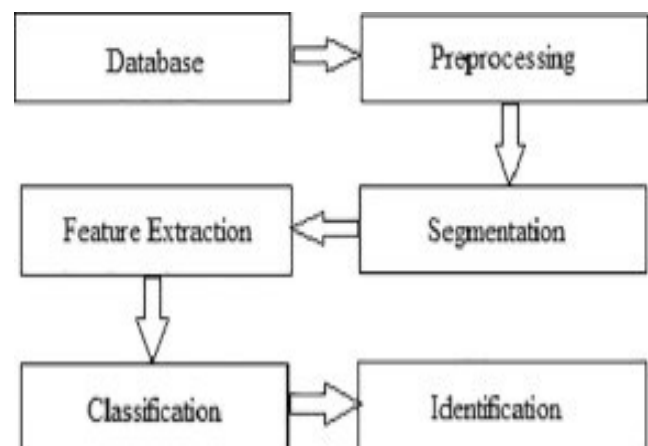 Database
Preprocessing
Segmentation
Feature Extraction
Classification
Identification